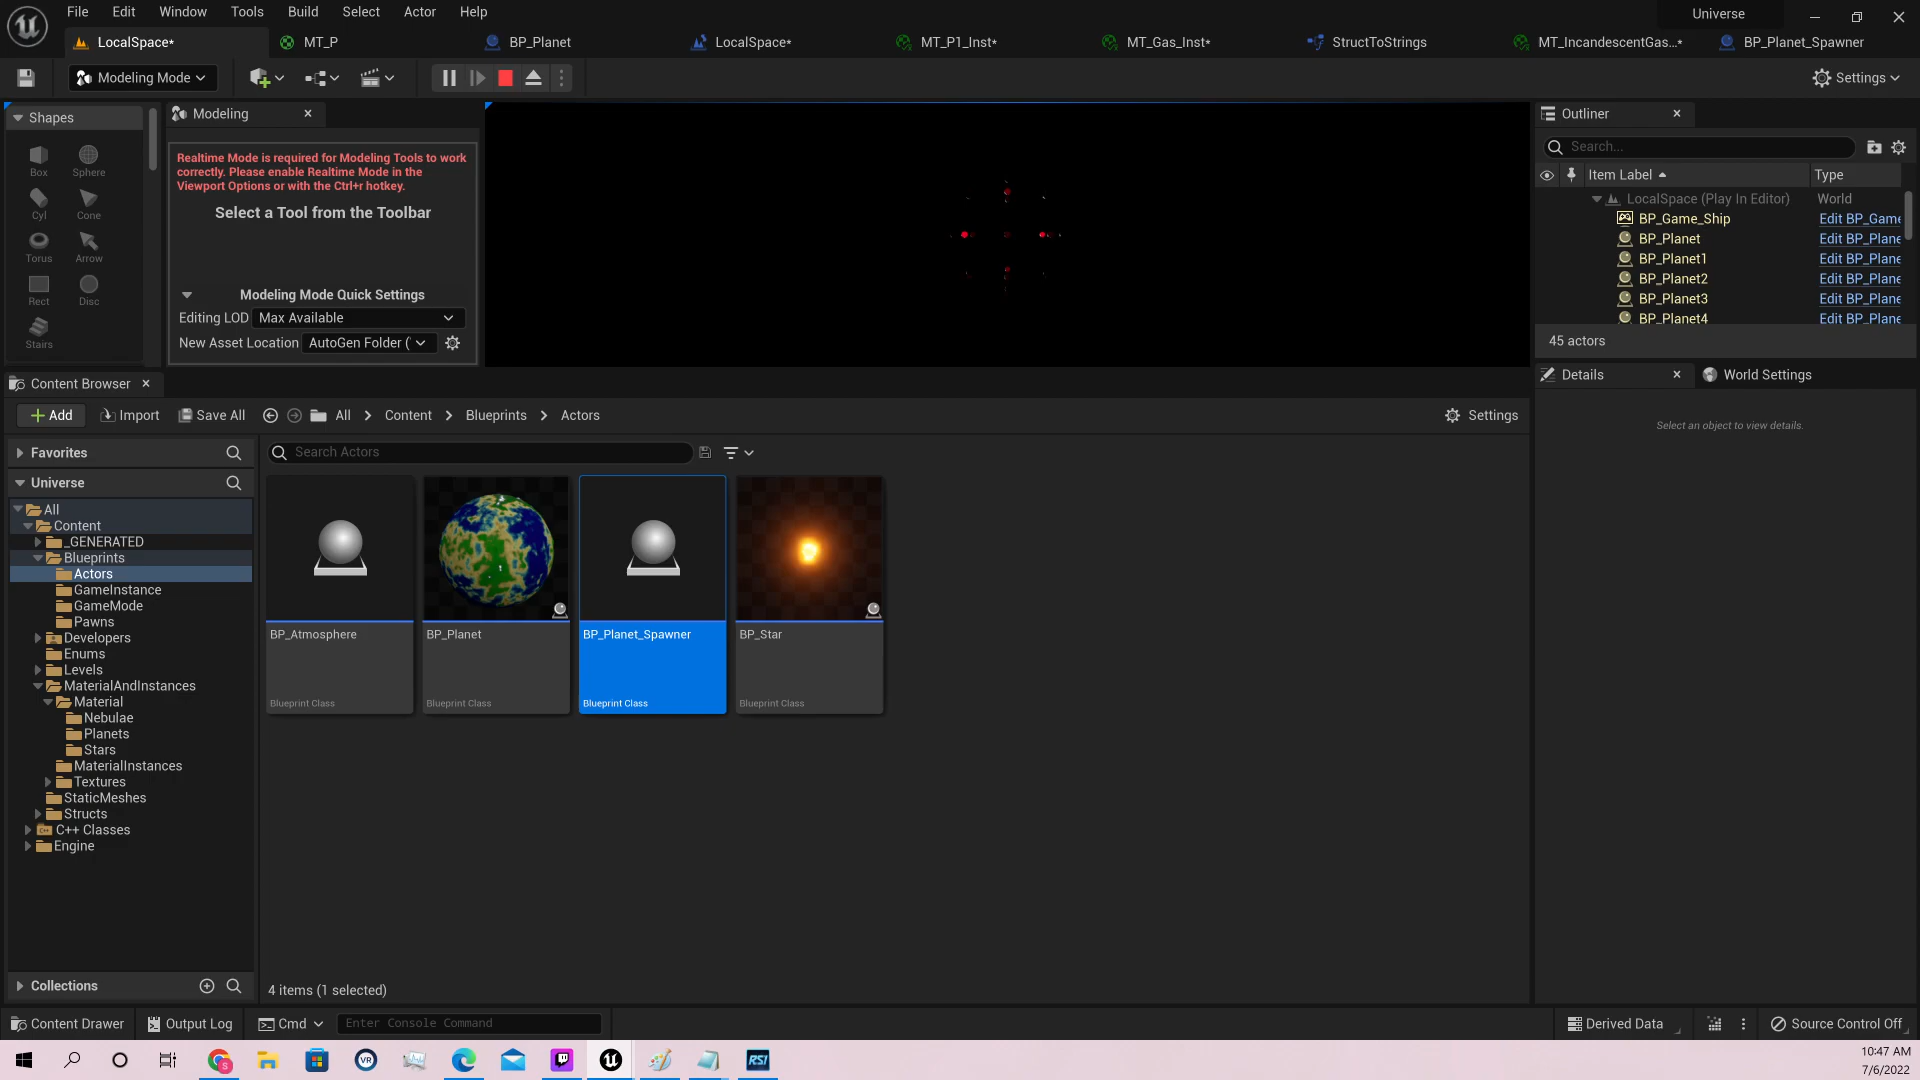 File Edit Window Tools Build Select Actor Help
Universe
LocalSpace*
MT_P
BP_Planet
LocalSpace*
MT_P1_Inst*
MT_Gas_Inst*
StructToStrings
MT_IncandescentGas...*
BP_Planet_Spawner
Modeling Mode
Settings
Shapes
Box
Sphere
Cyl
Cone
Torus
Arrow
Rect
Disc
Stairs
Modeling
Realtime Mode is required for Modeling Tools to work
correctly. Please enable Realtime Mode in the
Viewport Options or with the Ctrl+r hotkey.
Select a Tool from the Toolbar
Modeling Mode Quick Settings
Editing LOD Max Available
New Asset Location AutoGen Folder (
Outliner
Search...
Item Label Type
LocalSpace (Play In Editor) World
BP_Game_Ship Edit BP_Game
BP_Planet Edit BP_Plane
BP_Planet1 Edit BP_Plane
BP_Planet2 Edit BP_Plane
BP_Planet3 Edit BP_Plane
BP_Planet4 Edit BP_Plane
45 actors
Details
World Settings
Select an object to view details.
Content Browser
Add Import Save All All Content Blueprints Actors
Settings
Favorites
Universe
All
Content
_GENERATED
Blueprints
Actors
GameInstance
GameMode
Pawns
Developers
Enums
Levels
MaterialAndInstances
Material
Nebulae
Planets
Stars
MaterialInstances
Textures
StaticMeshes
Structs
C++ Classes
Engine
Collections
Search Actors
BP_Atmosphere
Blueprint Class
BP_Planet
Blueprint Class
BP_Planet_Spawner
Blueprint Class
BP_Star
Blueprint Class
4 items (1 selected)
Content Drawer Output Log Cmd Enter Console Command
Derived Data Source Control Off
VR
RSI
10:47 AM
7/6/2022